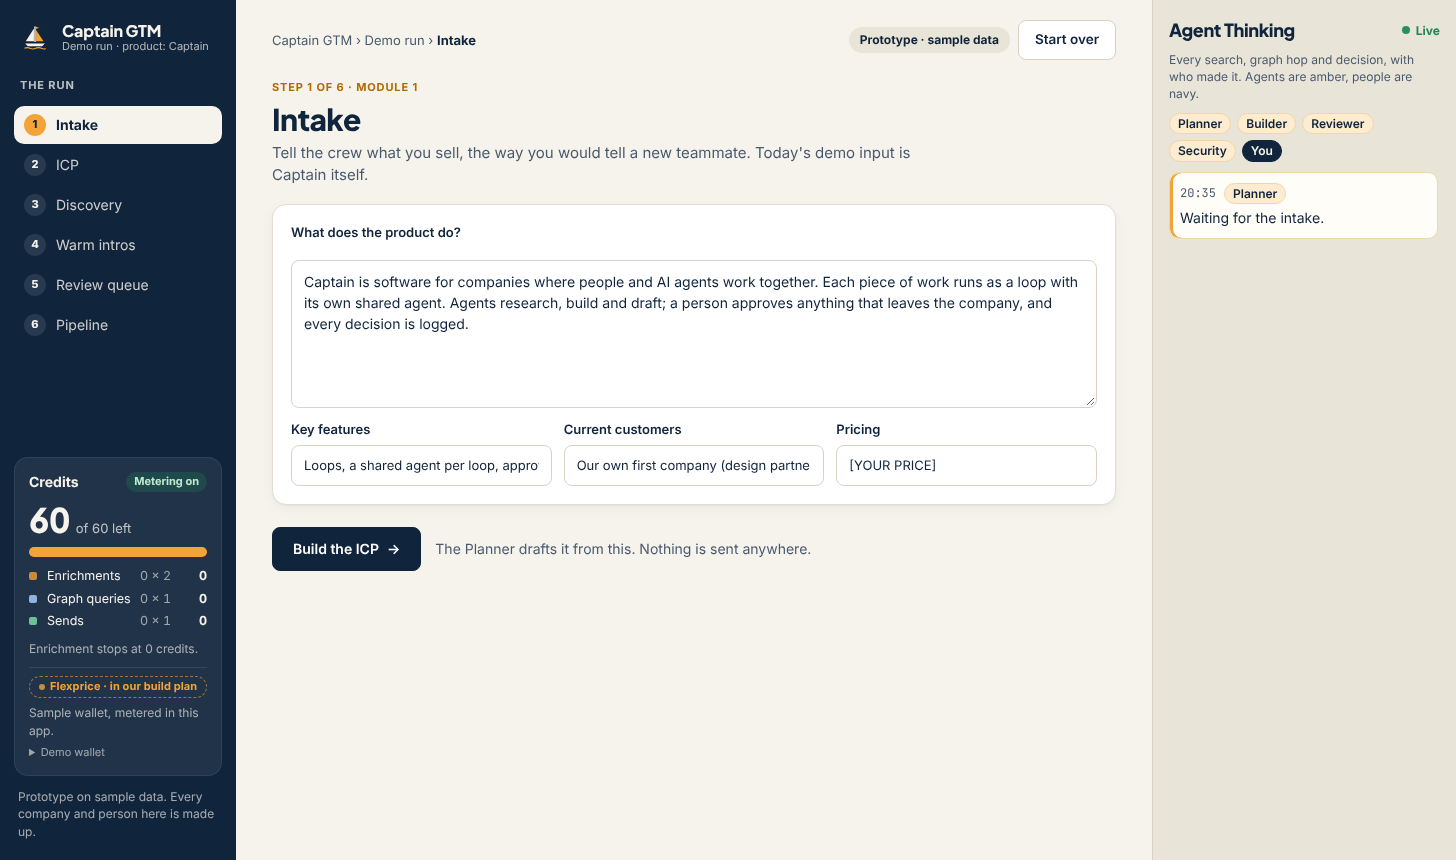 Captain GTM
Demo run · product: Captain
THE RUN
1 Intake
2 ICP
3 Discovery
4 Warm intros
5 Review queue
6 Pipeline
Credits
Metering on
60 of 60 left
Enrichments 0 × 2 0
Graph queries 0 × 1 0
Sends 0 × 1 0
Enrichment stops at 0 credits.
Flexprice · in our build plan
Sample wallet, metered in this
app.
Demo wallet
Prototype on sample data. Every
company and person here is made
up.
Captain GTM › Demo run › Intake
Prototype · sample data
Start over
STEP 1 OF 6 · MODULE 1
Intake
Tell the crew what you sell, the way you would tell a new teammate. Today's demo input is
Captain itself.
What does the product do?
Captain is software for companies where people and AI agents work together. Each piece of work runs as a loop with
its own shared agent. Agents research, build and draft; a person approves anything that leaves the company, and
every decision is logged.
Key features
Loops, a shared agent per loop, appro
Current customers
Our own first company (design partne
Pricing
[YOUR PRICE]
Build the ICP →
The Planner drafts it from this. Nothing is sent anywhere.
Agent Thinking
Live
Every search, graph hop and decision, with
who made it. Agents are amber, people are
navy.
Planner Builder Reviewer
Security You
20:35 Planner
Waiting for the intake.